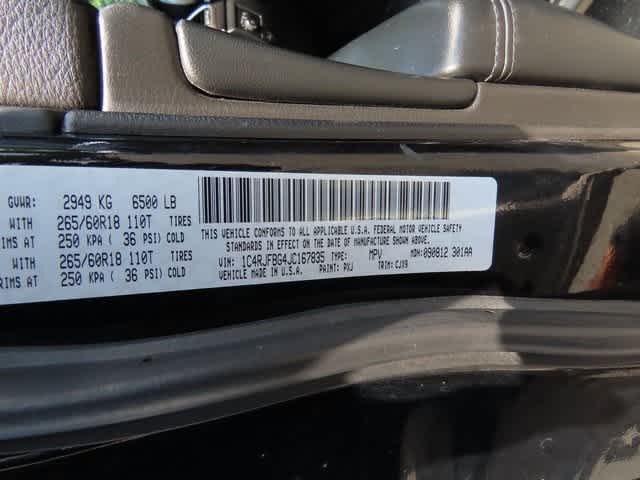 GVWR: 2949 KG 6500 LB
WITH 265/60R18 110T TIRES
RIMS AT 250 KPA ( 36 PSI) COLD
WITH 265/60R18 110T TIRES
RIMS AT 250 KPA ( 36 PSI) COLD
THIS VEHICLE CONFORMS TO ALL APPLICABLE U.S.A. FEDERAL MOTOR VEHICLE SAFETY
STANDARDS IN EFFECT ON THE DATE OF MANUFACTURE SHOWN ABOVE.
VIN: 1C4RJFBG4JC167835 TYPE: MPV MDH: 090812 301AA
VEHICLE MADE IN U.S.A. PAINT: PXJ TRIM: CJX9